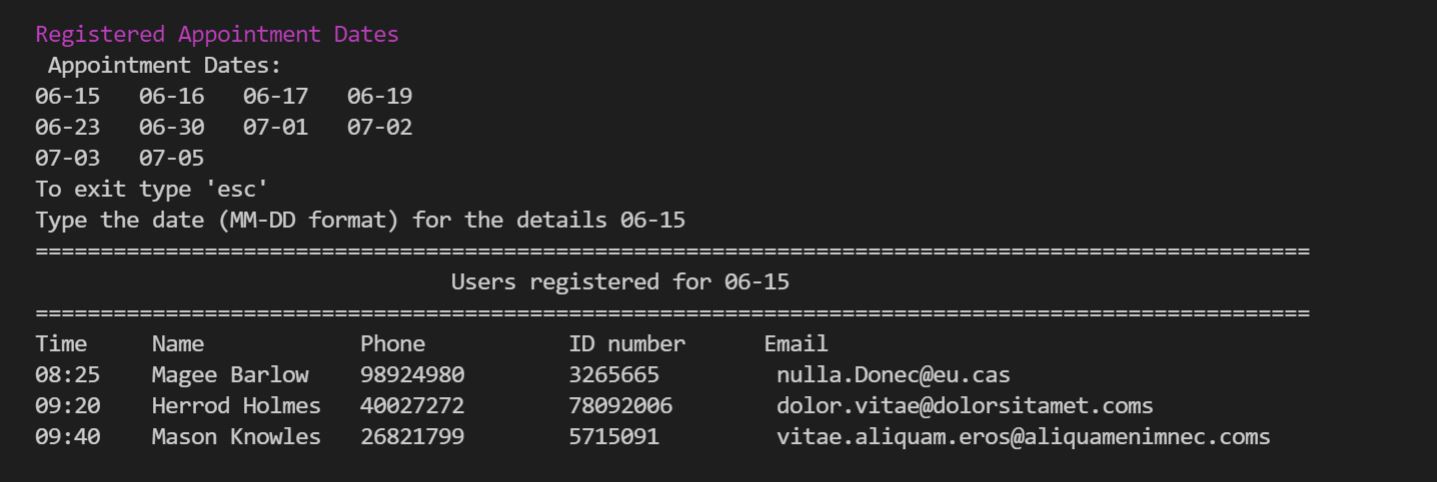 Registered Appointment Dates
Appointment Dates:
06-15   06-16   06-17   06-19
06-23   06-30   07-01   07-02
07-03   07-05
To exit type 'esc'
Type the date (MM-DD format) for the details 06-15
==================================================================================================
Users registered for 06-15
==================================================================================================
Time     Name            Phone           ID number      Email
08:25    Magee Barlow    98924980        3265665         nulla.Donec@eu.cas
09:20    Herrod Holmes   40027272        78092006        dolor.vitae@dolorsitamet.coms
09:40    Mason Knowles   26821799        5715091         vitae.aliquam.eros@aliquamenimnec.coms